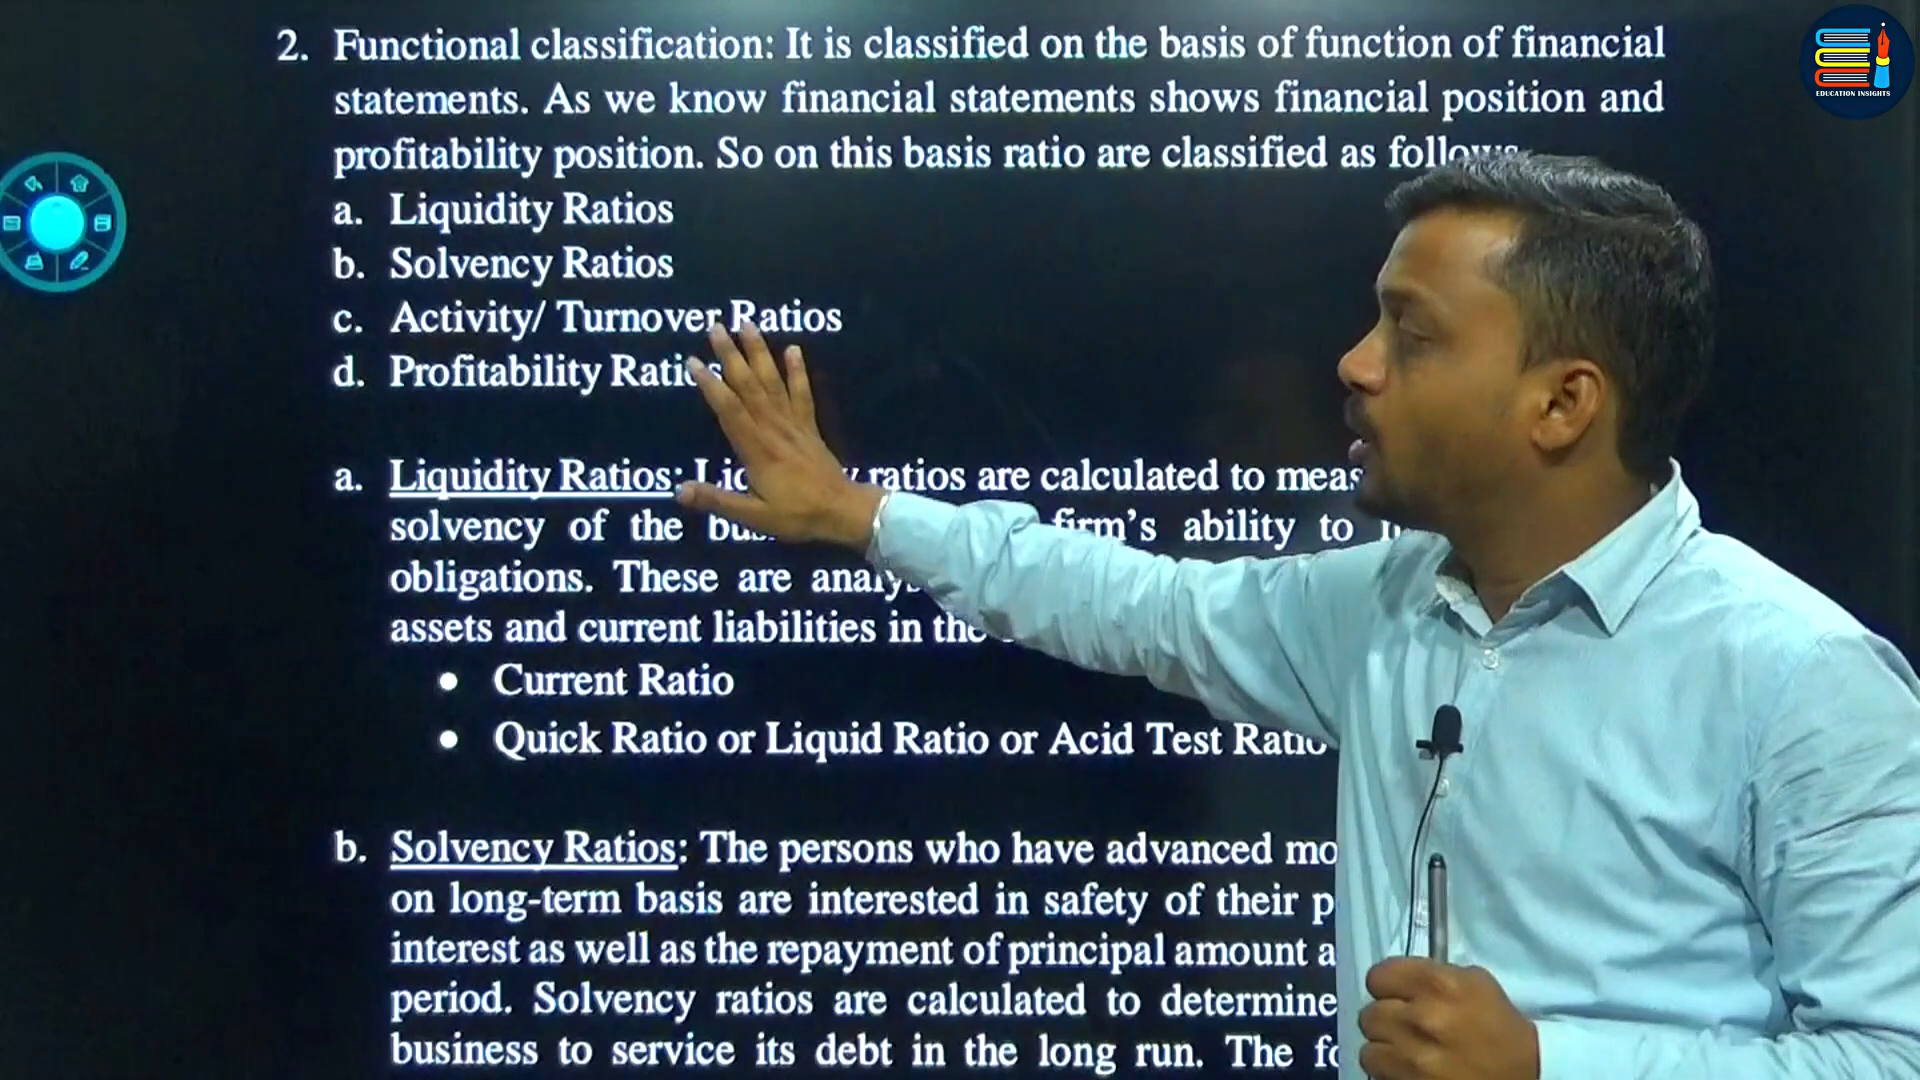 2. Functional classification: It is classified on the basis of function of financial
statements. As we know financial statements shows financial position and
profitability position. So on this basis ratio are classified as
a. Liquidity Ratios
b. Solvency Ratios
c. Activity/ Turnover Ratios
d. Profitability Ratios
a. Liquidity Ratios: ratios are calculated to
solvency of the firm's ability to
obligations. These are
assets and current liabilities in the
• Current Ratio
• Quick Ratio or Liquid Ratio or Acid Test Ratio
b. Solvency Ratios: The persons who have advanced
on long-term basis are interested in safety of their
interest as well as the repayment of principal amount
period. Solvency ratios are calculated to determine
business to service its debt in the long run. The
EDUCATION INSIGHTS